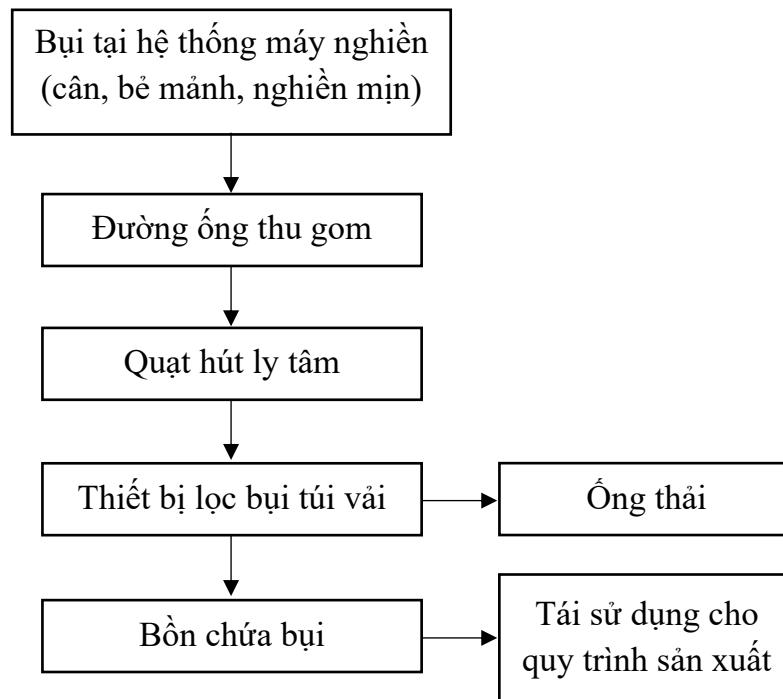 Bụi tại hệ thống máy nghiền
(cân, bẻ mảnh, nghiền mịn)
Đường ống thu gom
Quạt hút ly tâm
Thiết bị lọc bụi túi vải
Ống thải
Bồn chứa bụi
Tái sử dụng cho
quy trình sản xuất